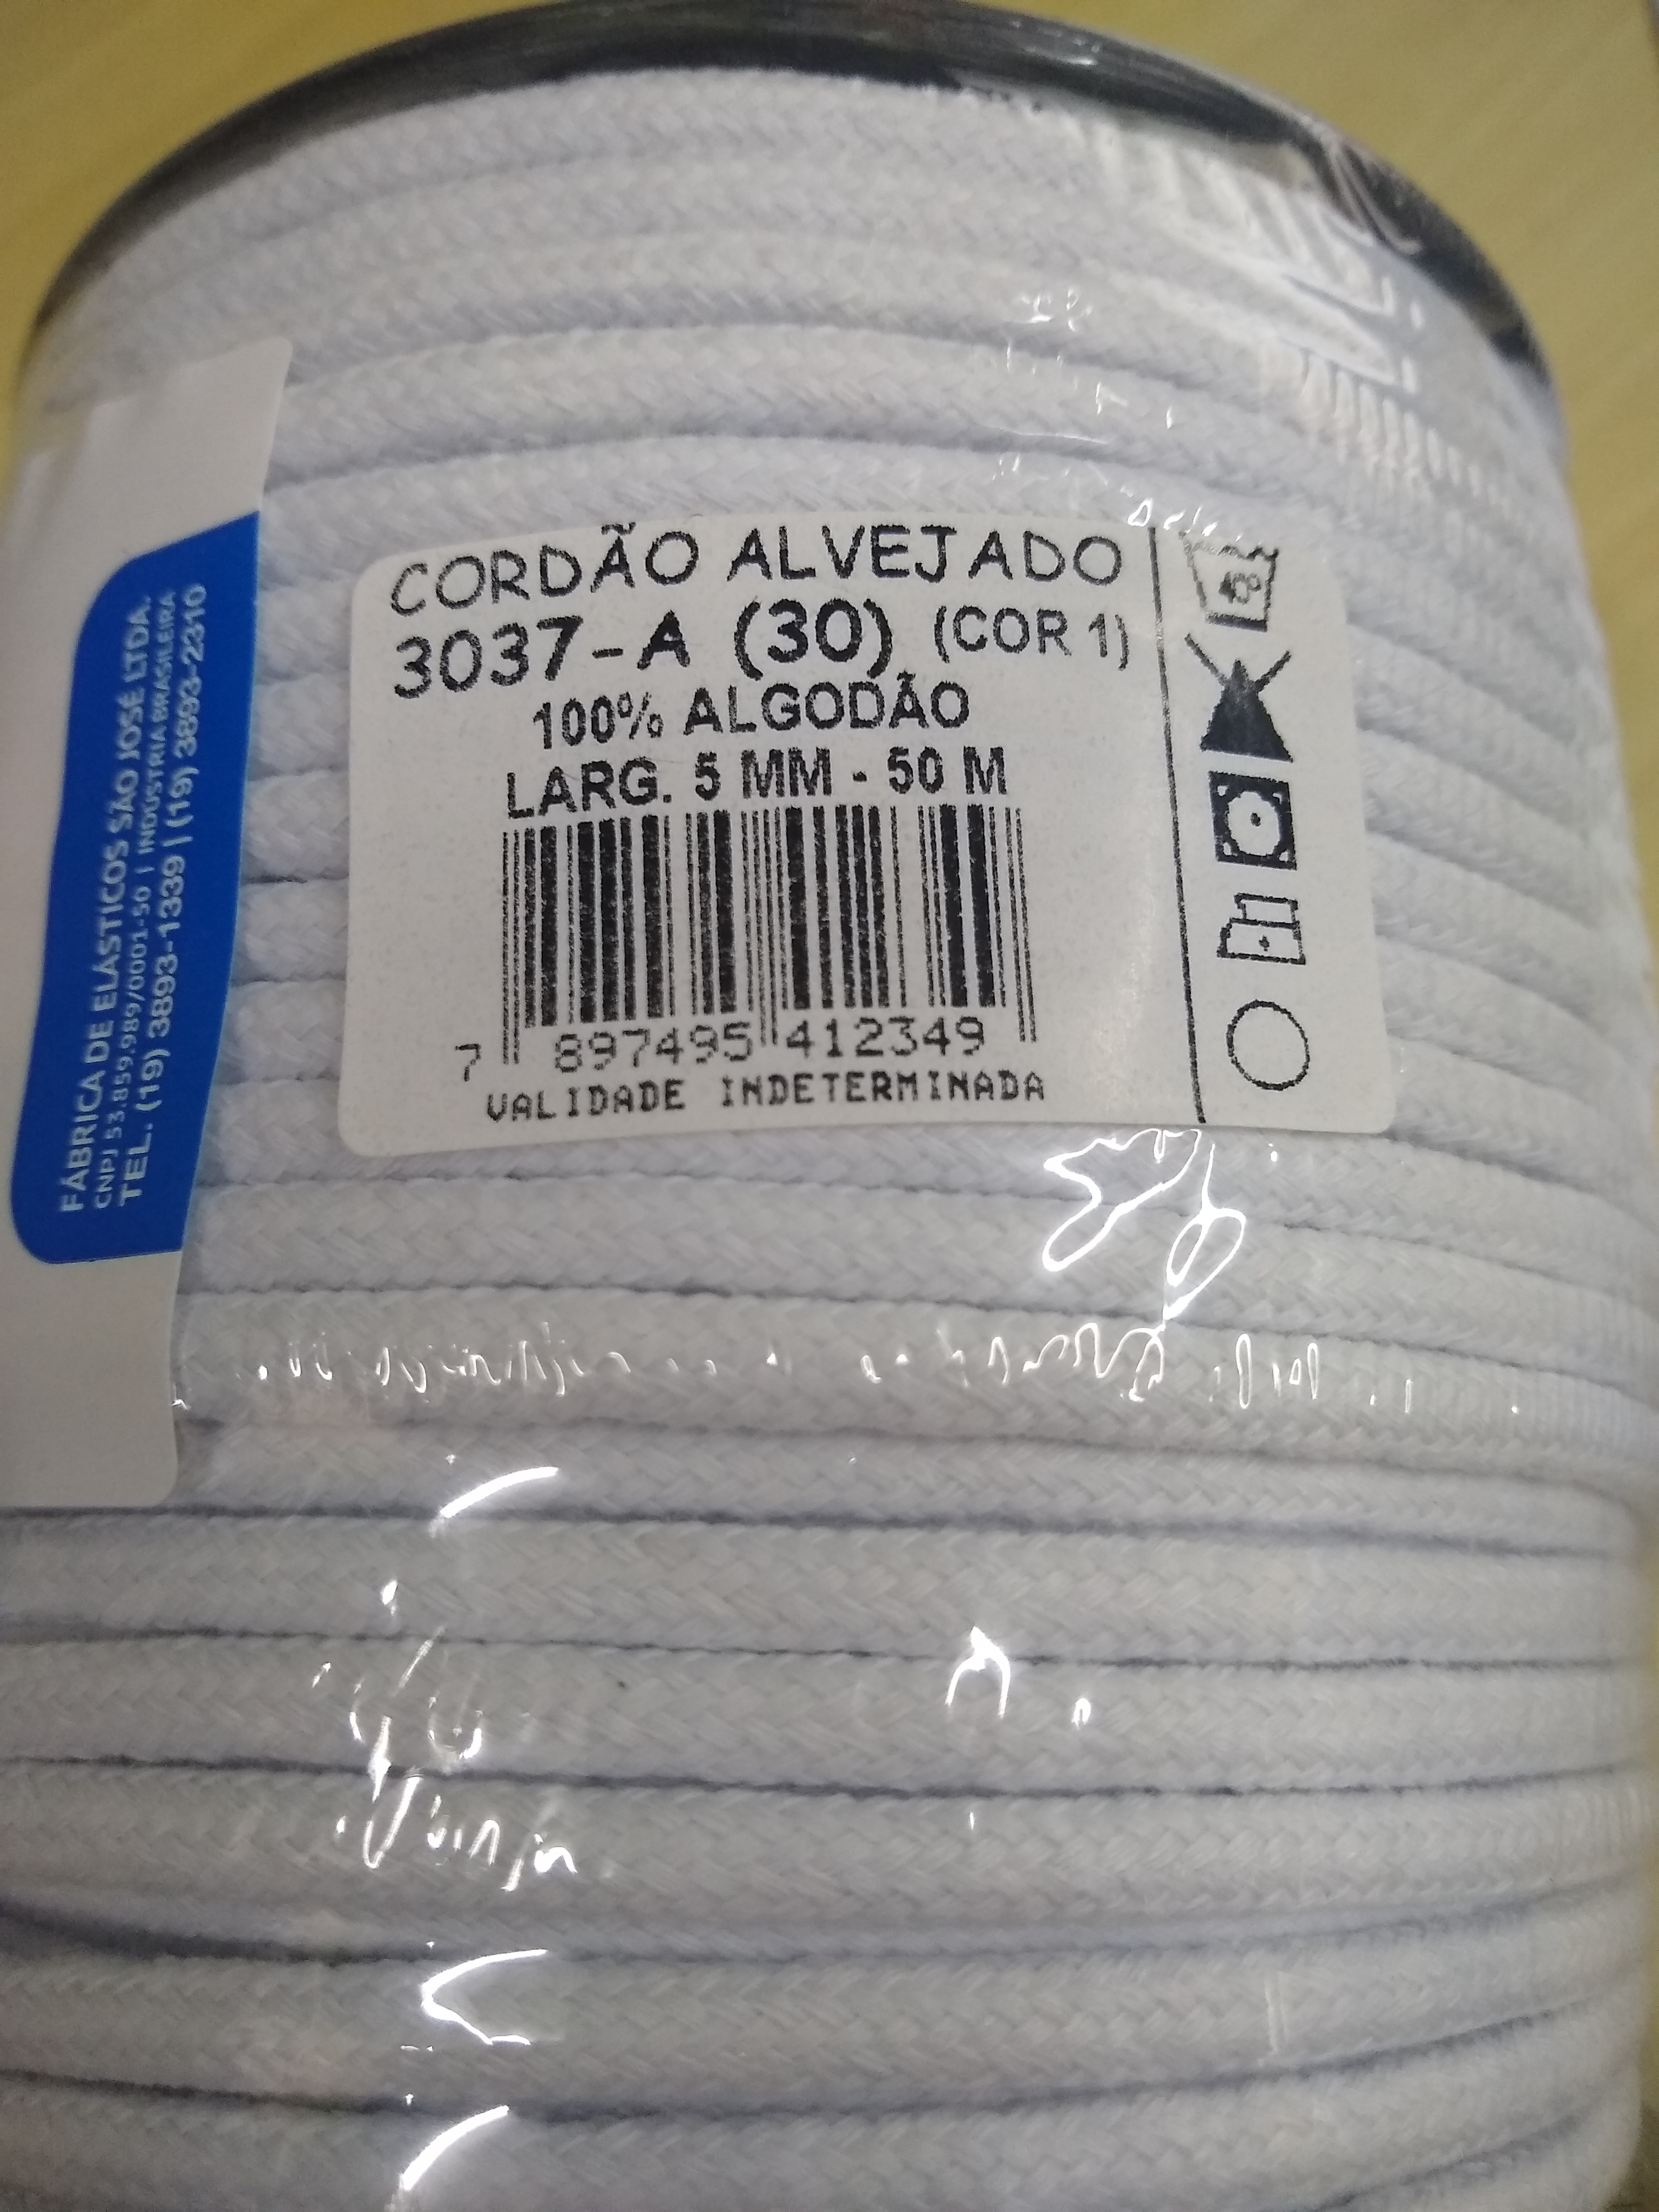 CORDÃO ALVEJADO
3037-A (30) (COR 1)
100% ALGODÃO
LARG. 5 MM - 50 M
7 897495 412349
VALIDADE INDETERMINADA
FÁBRICA DE ELÁSTICOS SÃO JOSÉ LTDA.
CNPJ 53.859.989/0001-50 | INDÚSTRIA BRASILEIRA
TEL. (19) 3893-1339 | (19) 3893-2310